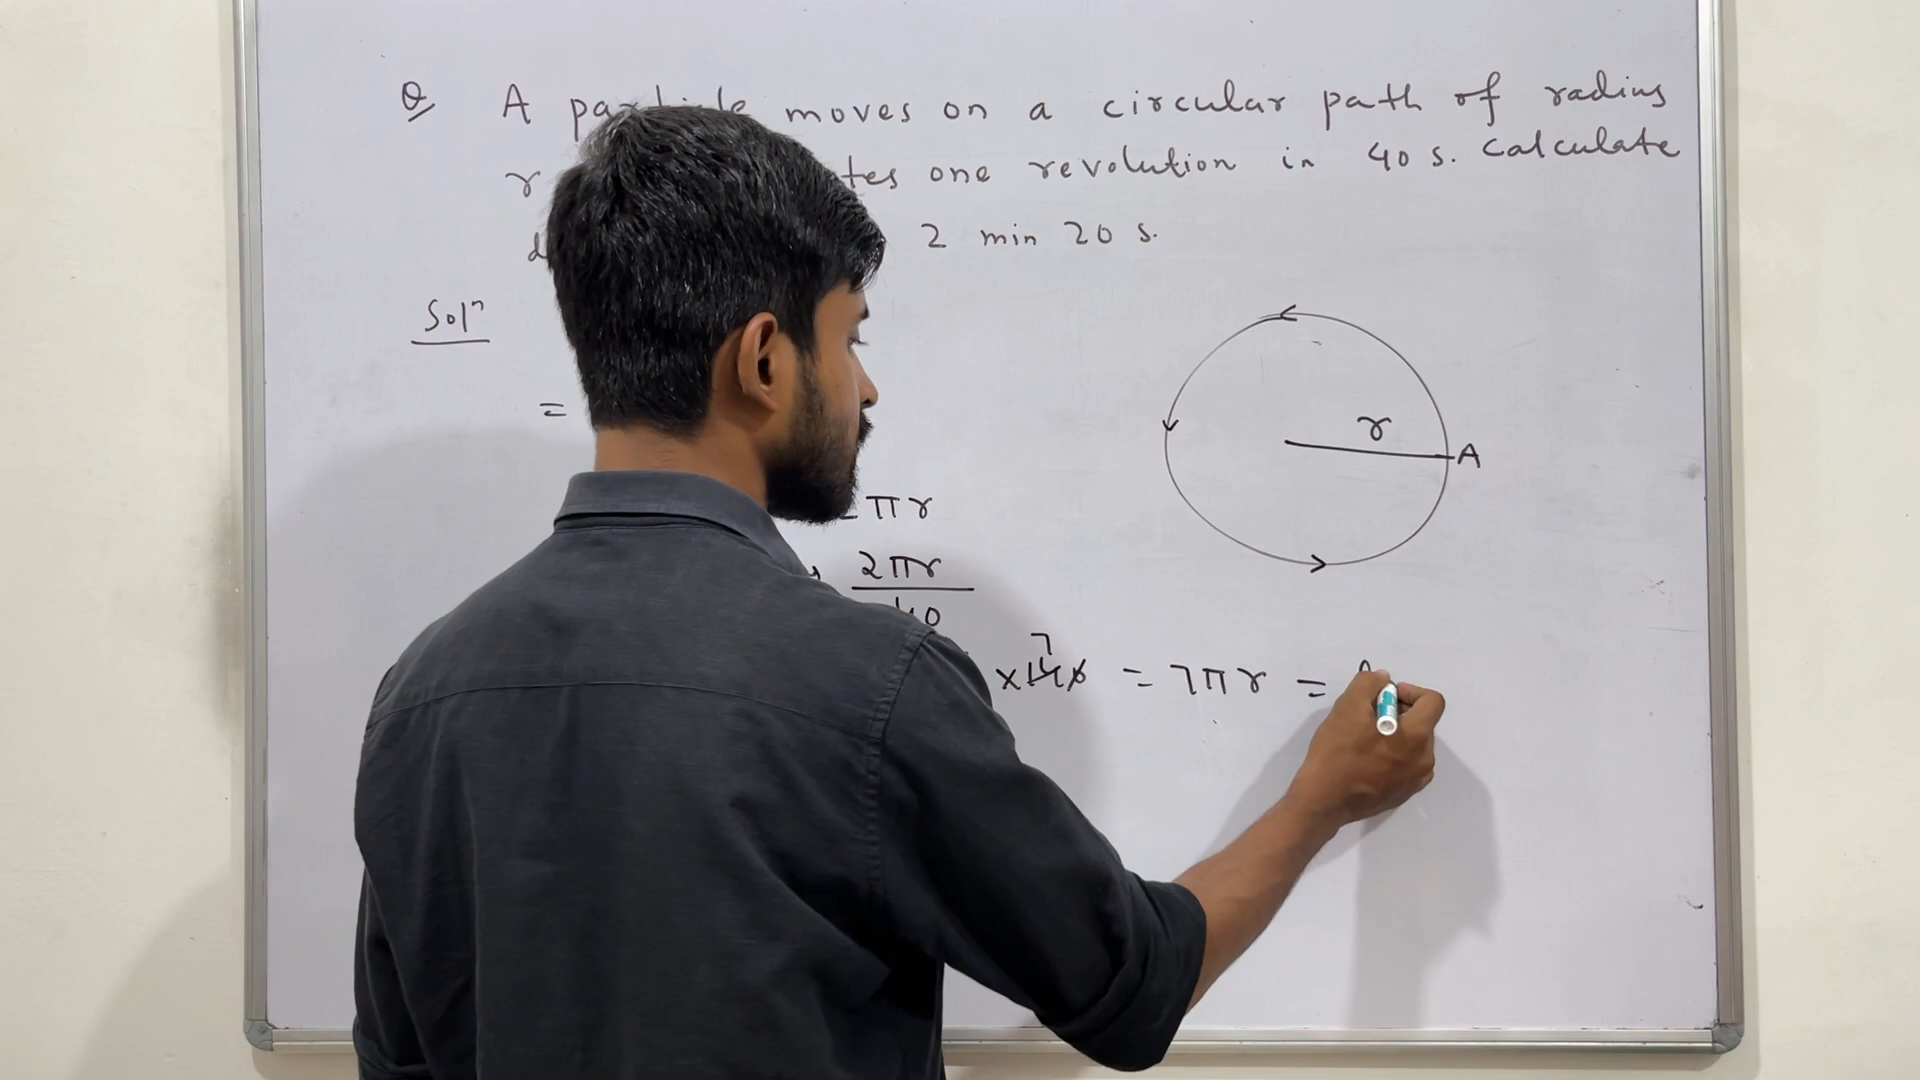 Q A particle moves on a circular path of radius
r tes one revolution in 40 s. Calculate
d 2 min 20 s.
Solⁿ
=
r
A
πr
2πr
40
7
×140 = 7πr =